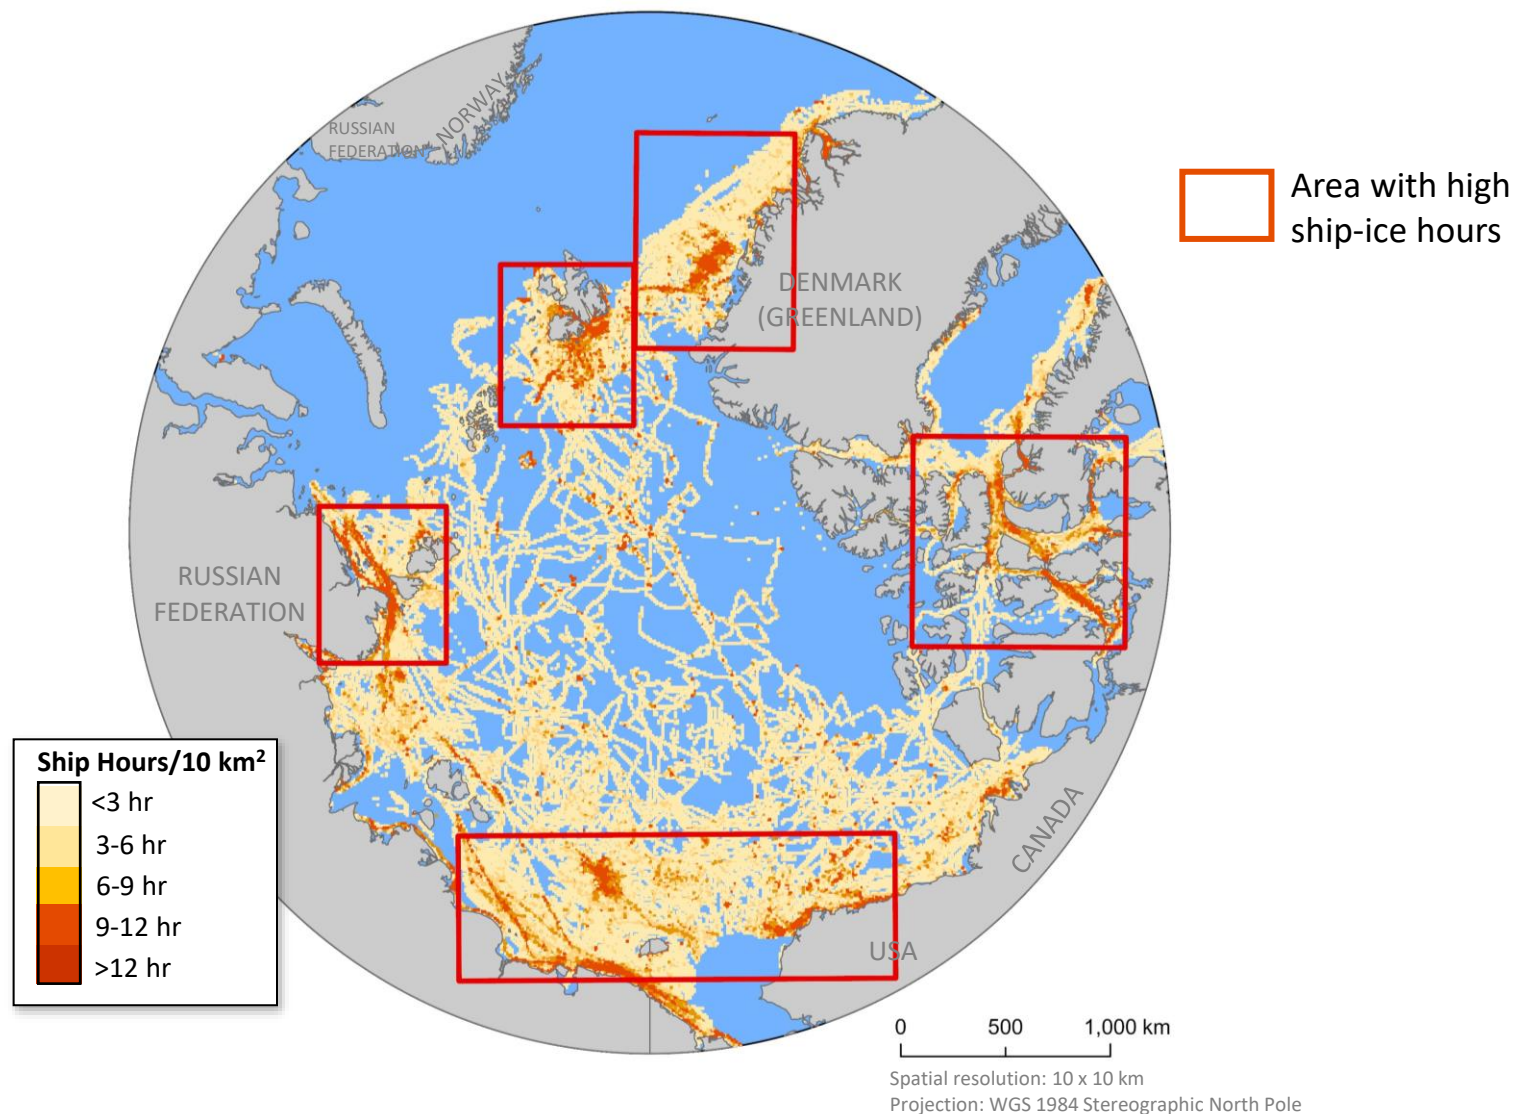 RUSSIAN
FEDERATION
NORWAY
Area with high
ship-ice hours
DENMARK
(GREENLAND)
RUSSIAN
FEDERATION
Ship Hours/10 km²
<3 hr
3-6 hr
6-9 hr
9-12 hr
>12 hr
CANADA
USA
0 500 1,000 km
Spatial resolution: 10 x 10 km
Projection: WGS 1984 Stereographic North Pole